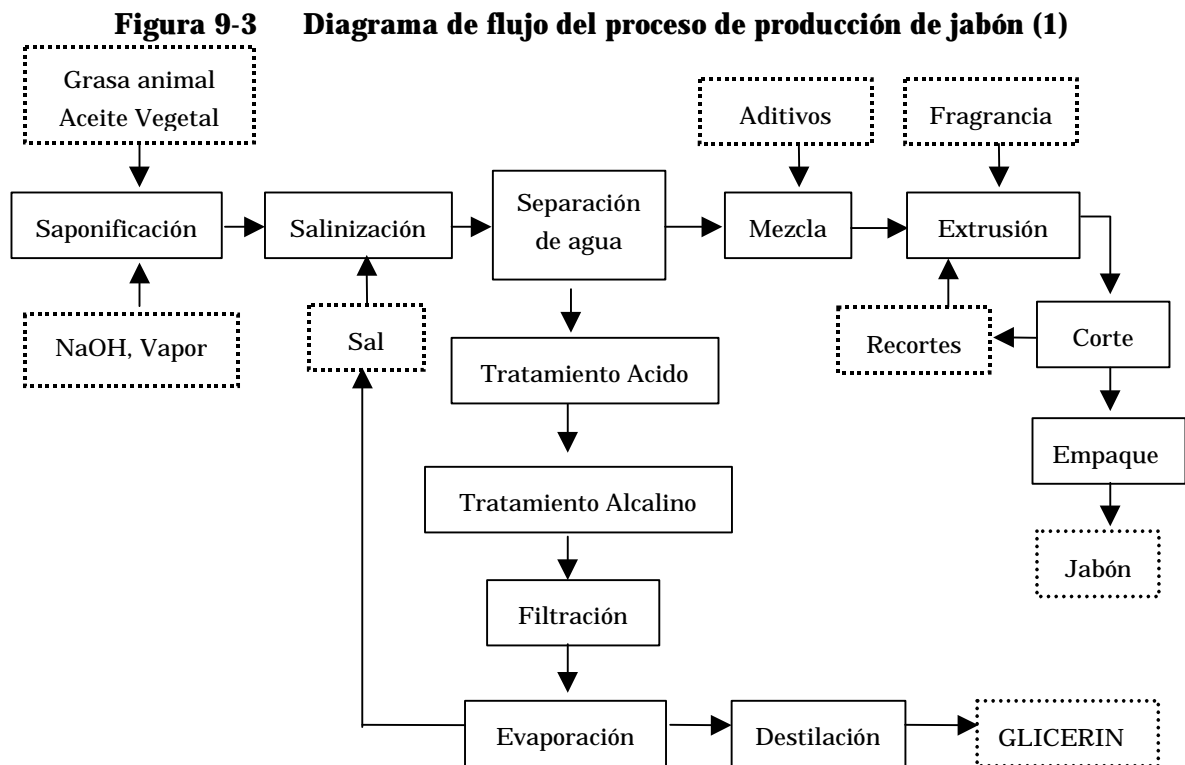 Figura 9-3 Diagrama de flujo del proceso de producción de jabón (1)
Grasa animal
Aceite Vegetal
Aditivos
Fragrancia
Saponificación
Salinización
Separación
de agua
Mezcla
Extrusión
NaOH, Vapor
Sal
Recortes
Corte
Tratamiento Acido
Empaque
Tratamiento Alcalino
Jabón
Filtración
Evaporación
Destilación
GLICERIN